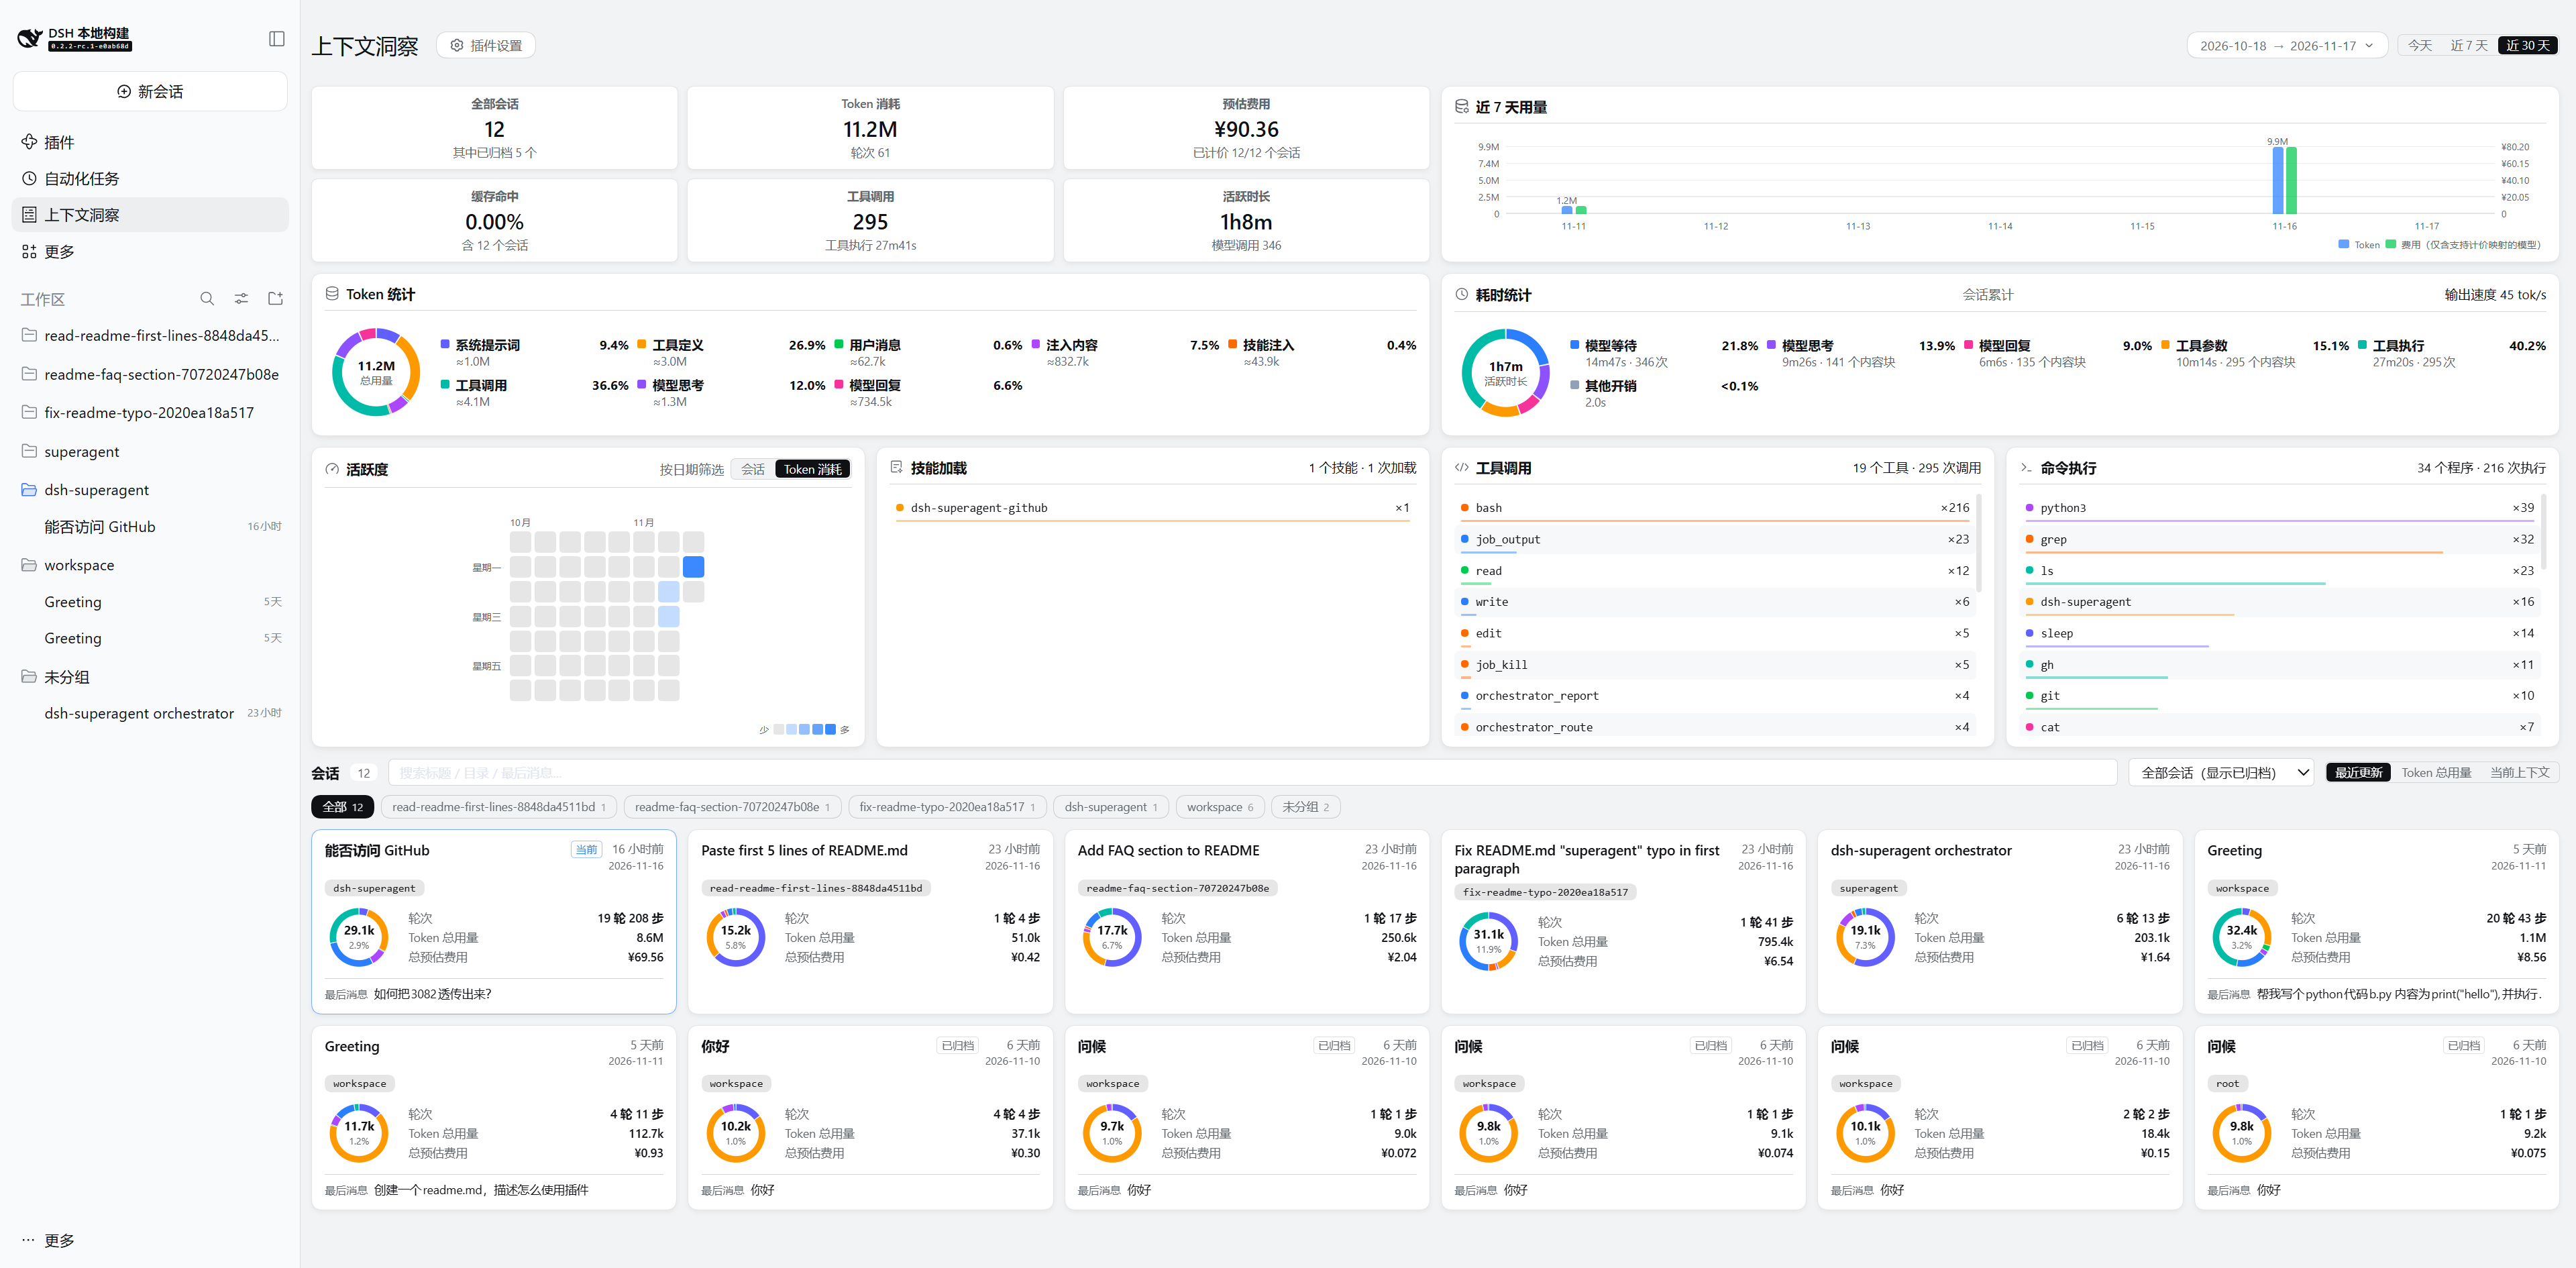 DSH 本地构建
0.2.2-rc.1-e0ab68d
新会话
插件
自动化任务
上下文洞察
更多
工作区
read-readme-first-lines-8848da45...
readme-faq-section-70720247b08e
fix-readme-typo-2020ea18a517
superagent
dsh-superagent
能否访问 GitHub 16 小时
workspace
Greeting 5 天
Greeting 5 天
未分组
dsh-superagent orchestrator 23 小时
··· 更多
上下文洞察 插件设置
2026-10-18 → 2026-11-17 今天 近 7 天 近 30 天
全部会话
12
其中已归档 5 个
Token 消耗
11.2M
轮次 61
预估费用
¥90.36
已计价 12/12 个会话
缓存命中
0.00%
含 12 个会话
工具调用
295
工具执行 27m41s
活跃时长
1h8m
模型调用 346
近 7 天用量
9.9M
7.4M
5.0M
2.5M
0
1.2M
9.9M
¥80.20
¥60.15
¥40.10
¥20.05
0
11-11 11-12 11-13 11-14 11-15 11-16 11-17
Token 费用（仅含支持计价映射的模型）
Token 统计
11.2M
总用量
系统提示词 9.4%
≈1.0M
工具定义 26.9%
≈3.0M
用户消息 0.6%
≈62.7k
注入内容 7.5%
≈832.7k
技能注入 0.4%
≈43.9k
工具调用 36.6%
≈4.1M
模型思考 12.0%
≈1.3M
模型回复 6.6%
≈734.5k
耗时统计 会话累计 输出速度 45 tok/s
1h7m
活跃时长
模型等待 21.8%
14m47s · 346 次
模型思考 13.9%
9m26s · 141 个内容块
模型回复 9.0%
6m6s · 135 个内容块
工具参数 15.1%
10m14s · 295 个内容块
工具执行 40.2%
27m20s · 295 次
其他开销 <0.1%
2.0s
活跃度 按日期筛选 会话 Token 消耗
10月 11月
星期一
星期三
星期五
少 多
技能加载 1 个技能 · 1 次加载
dsh-superagent-github ×1
工具调用 19 个工具 · 295 次调用
bash ×216
job_output ×23
read ×12
write ×6
edit ×5
job_kill ×5
orchestrator_report ×4
orchestrator_route ×4
命令执行 34 个程序 · 216 次执行
python3 ×39
grep ×32
ls ×23
dsh-superagent ×16
sleep ×14
gh ×11
git ×10
cat ×7
会话 12 搜索标题 / 目录 / 最后消息... 全部会话（显示已归档） 最近更新 Token 总用量 当前上下文
全部 12 read-readme-first-lines-8848da4511bd 1 readme-faq-section-70720247b08e 1 fix-readme-typo-2020ea18a517 1 dsh-superagent 1 workspace 6 未分组 2
能否访问 GitHub 当前 16 小时前
2026-11-16
dsh-superagent
29.1k
2.9%
轮次 19 轮 208 步
Token 总用量 8.6M
总预估费用 ¥69.56
最后消息 如何把3082透传出来？
Paste first 5 lines of README.md 23 小时前
2026-11-16
read-readme-first-lines-8848da4511bd
15.2k
5.8%
轮次 1 轮 4 步
Token 总用量 51.0k
总预估费用 ¥0.42
Add FAQ section to README 23 小时前
2026-11-16
readme-faq-section-70720247b08e
17.7k
6.7%
轮次 1 轮 17 步
Token 总用量 250.6k
总预估费用 ¥2.04
Fix README.md "superagent" typo in first paragraph 23 小时前
2026-11-16
fix-readme-typo-2020ea18a517
31.1k
11.9%
轮次 1 轮 41 步
Token 总用量 795.4k
总预估费用 ¥6.54
dsh-superagent orchestrator 23 小时前
2026-11-16
superagent
19.1k
7.3%
轮次 6 轮 13 步
Token 总用量 203.1k
总预估费用 ¥1.64
Greeting 5 天前
2026-11-11
workspace
32.4k
3.2%
轮次 20 轮 43 步
Token 总用量 1.1M
总预估费用 ¥8.56
最后消息 帮我写个python代码b.py 内容为print("hello"), 并执行.
Greeting 5 天前
2026-11-11
workspace
11.7k
1.2%
轮次 4 轮 11 步
Token 总用量 112.7k
总预估费用 ¥0.93
最后消息 创建一个readme.md，描述怎么使用插件
你好 已归档 6 天前
2026-11-10
workspace
10.2k
1.0%
轮次 4 轮 4 步
Token 总用量 37.1k
总预估费用 ¥0.30
最后消息 你好
问候 已归档 6 天前
2026-11-10
workspace
9.7k
1.0%
轮次 1 轮 1 步
Token 总用量 9.0k
总预估费用 ¥0.072
最后消息 你好
问候 已归档 6 天前
2026-11-10
workspace
9.8k
1.0%
轮次 1 轮 1 步
Token 总用量 9.1k
总预估费用 ¥0.074
最后消息 你好
问候 已归档 6 天前
2026-11-10
workspace
10.1k
1.0%
轮次 2 轮 2 步
Token 总用量 18.4k
总预估费用 ¥0.15
最后消息 你好
问候 已归档 6 天前
2026-11-10
root
9.8k
1.0%
轮次 1 轮 1 步
Token 总用量 9.2k
总预估费用 ¥0.075
最后消息 你好